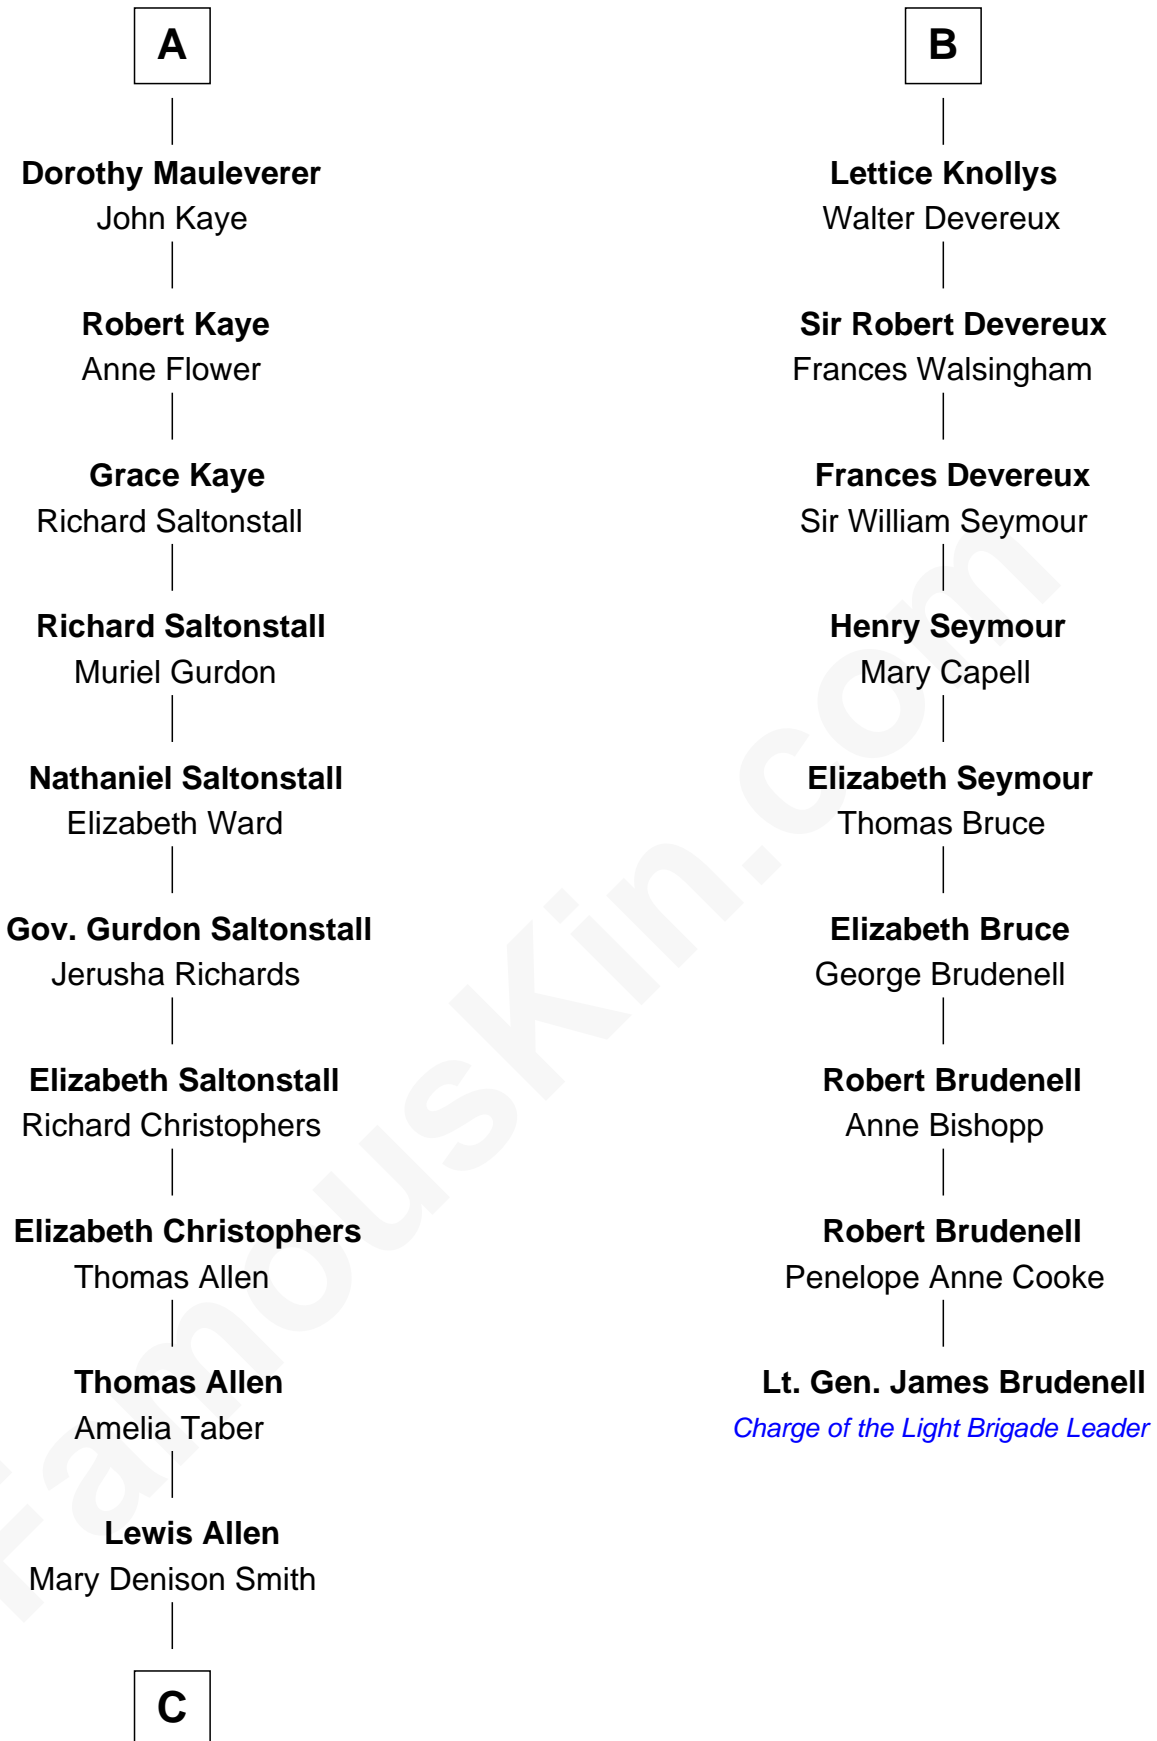 A
Dorothy Mauleverer
John Kaye
Robert Kaye
Anne Flower
Grace Kaye
Richard Saltonstall
Richard Saltonstall
Muriel Gurdon
Nathaniel Saltonstall
Elizabeth Ward
Gov. Gurdon Saltonstall
Jerusha Richards
Elizabeth Saltonstall
Richard Christophers
Elizabeth Christophers
Thomas Allen
Thomas Allen
Amelia Taber
Lewis Allen
Mary Denison Smith
C
B
Lettice Knollys
Walter Devereux
Sir Robert Devereux
Frances Walsingham
Frances Devereux
Sir William Seymour
Henry Seymour
Mary Capell
Elizabeth Seymour
Thomas Bruce
Elizabeth Bruce
George Brudenell
Robert Brudenell
Anne Bishopp
Robert Brudenell
Penelope Anne Cooke
Lt. Gen. James Brudenell
Charge of the Light Brigade Leader
FamousKin.com